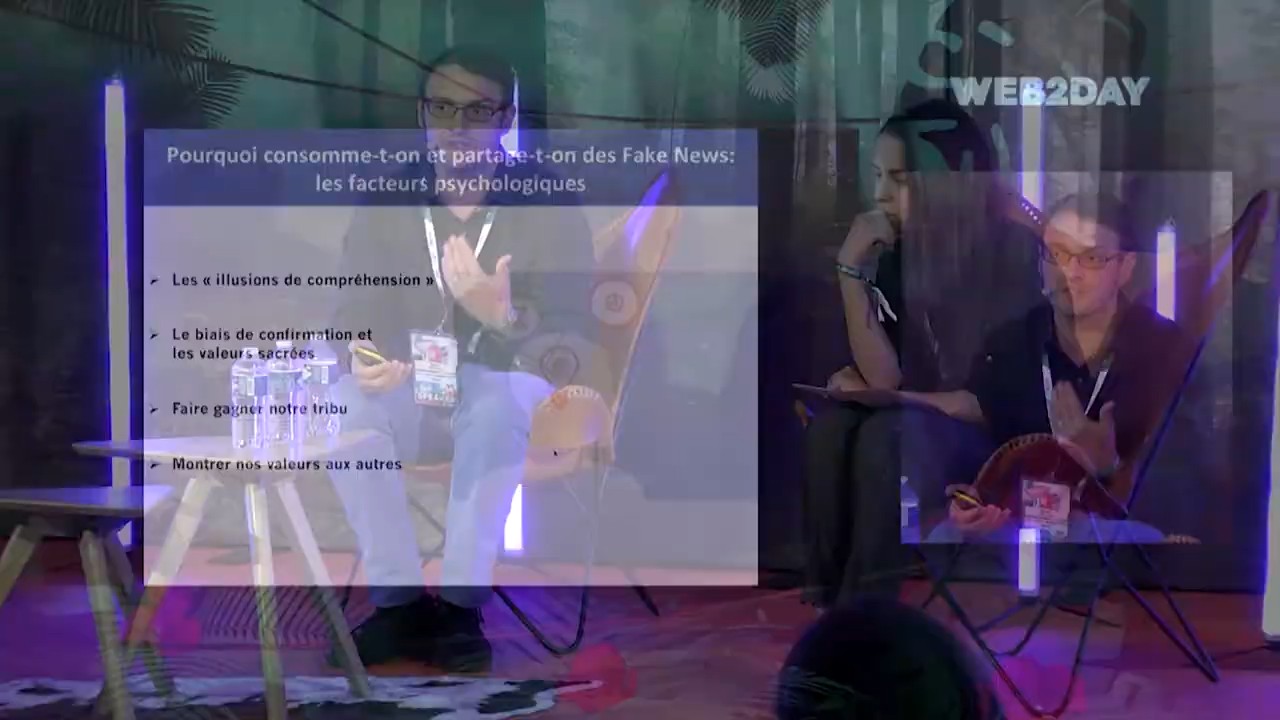 WEB2DAY
Pourquoi consomme-t-on et partage-t-on des Fake News:
les facteurs psychologiques
Les « illusions de compréhension »
Le biais de confirmation et
les valeurs sacrées
Faire gagner notre tribu
Montrer nos valeurs aux autres